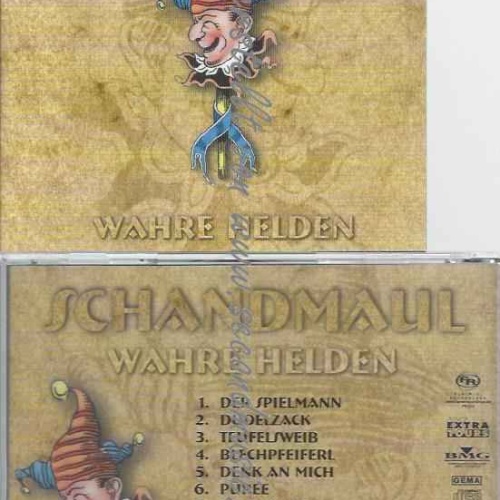 WAHRE HELDEN
SCHANDMAUL
WAHRE HELDEN
1. DER SPIELMANN
2. DUDELZACK
3. TEUFELSWEIB
4. BLECHPFEIFERL
5. DENK AN MICH
6. PURÉE
EXTRA
TOURS
BMG
GEMA